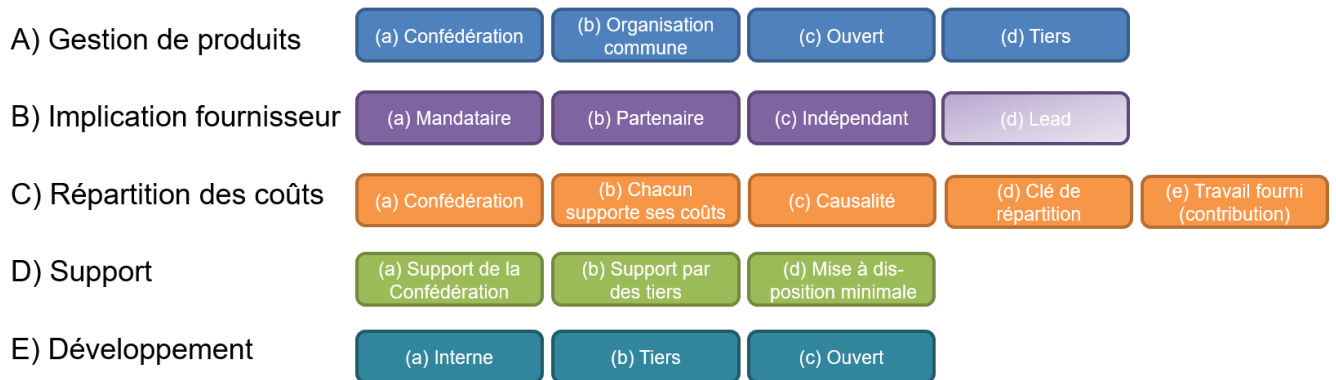 A) Gestion de produits
(a) Confédération
(b) Organisation
commune
(c) Ouvert
(d) Tiers
B) Implication fournisseur
(a) Mandataire
(b) Partenaire
(c) Indépendant
(d) Lead
C) Répartition des coûts
(a) Confédération
(b) Chacun
supporte ses coûts
(c) Causalité
(d) Clé de
répartition
(e) Travail fourni
(contribution)
D) Support
(a) Support de la
Confédération
(b) Support par
des tiers
(d) Mise à dis-
position minimale
E) Développement
(a) Interne
(b) Tiers
(c) Ouvert